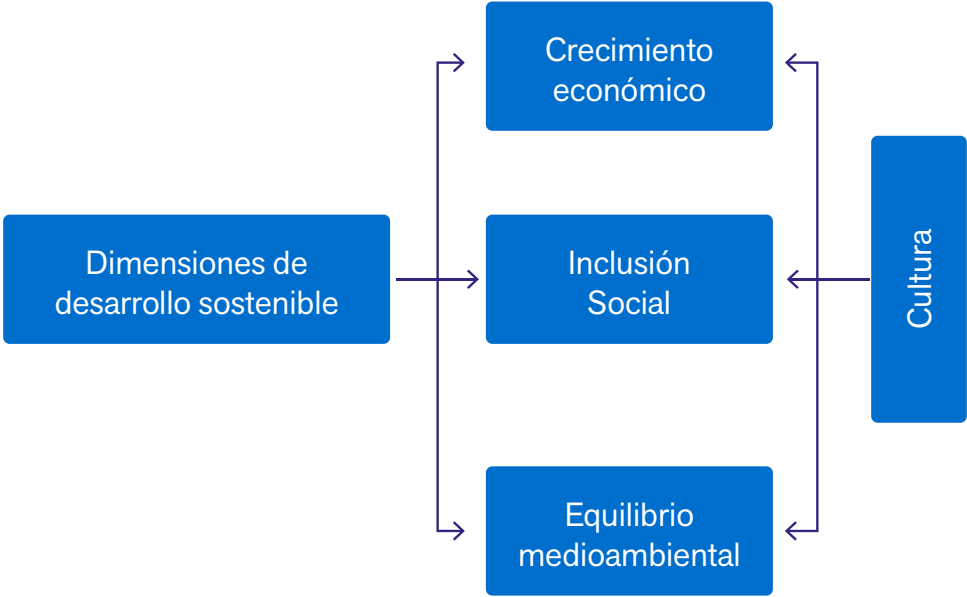 Crecimiento
económico
Dimensiones de
desarrollo sostenible
Inclusión
Social
Cultura
Equilibrio
medioambiental